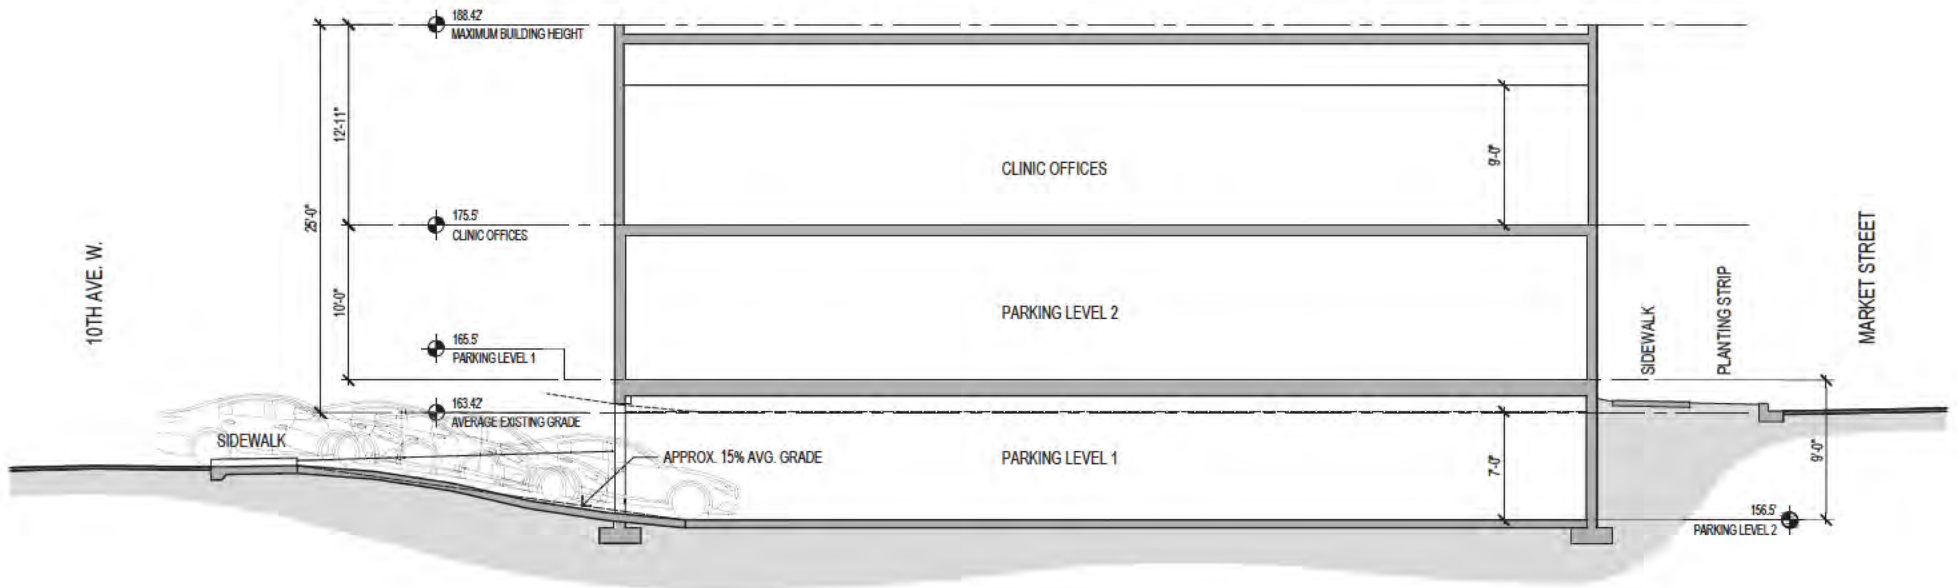 188.42'
MAXIMUM BUILDING HEIGHT
12'-11"
25'-0"
175.5'
CLINIC OFFICES
10'-0"
165.5'
PARKING LEVEL 1
163.42'
AVERAGE EXISTING GRADE
10TH AVE. W.
SIDEWALK
APPROX. 15% AVG. GRADE
CLINIC OFFICES
9'-0"
PARKING LEVEL 2
PARKING LEVEL 1
7'-0"
SIDEWALK
PLANTING STRIP
MARKET STREET
9'-0"
156.5'
PARKING LEVEL 2